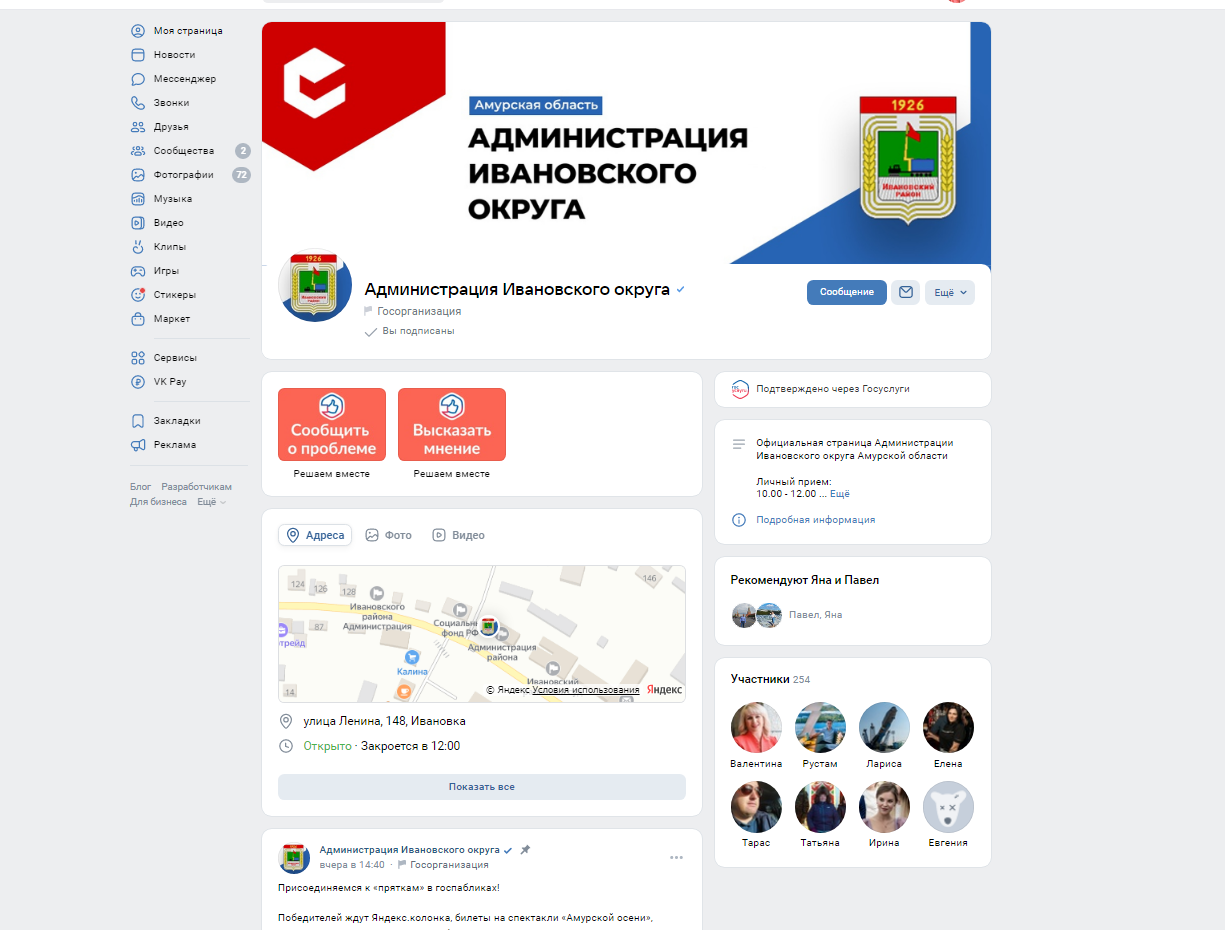 Моя страница
Новости
Мессенджер
Звонки
Друзья
Сообщества 2
Фотографии 72
Музыка
Видео
Клипы
Игры
Стикеры
Маркет
Сервисы
VK Pay
Закладки
Реклама
Блог Разработчикам
Для бизнеса Ещё
Амурская область
АДМИНИСТРАЦИЯ
ИВАНОВСКОГО
ОКРУГА
1926
Ивановский
район
1926
Администрация Ивановского округа
Госорганизация
Вы подписаны
Сообщение
Ещё
Сообщить
о проблеме
Решаем вместе
Высказать
мнение
Решаем вместе
Адреса Фото Видео
124
126
128
146
87
14
Ивановского
района
Администрация
Социальн
фонд РФ
Администрация
района
трейд
Калина
Ивановский
© Яндекс Условия использования Яндекс
улица Ленина, 148, Ивановка
Открыто · Закроется в 12:00
Показать все
Администрация Ивановского округа
вчера в 14:40 · Госорганизация
Присоединяемся к «пряткам» в госпабликах!
Победителей ждут Яндекс.колонка, билеты на спектакли «Амурской осени»,
гос
услуги
Подтверждено через Госуслуги
Официальная страница Администрации
Ивановского округа Амурской области
Личный прием:
10.00 - 12.00 ... Ещё
Подробная информация
Рекомендуют Яна и Павел
Павел, Яна
Участники 254
Валентина Рустам Лариса Елена
Тарас Татьяна Ирина Евгения